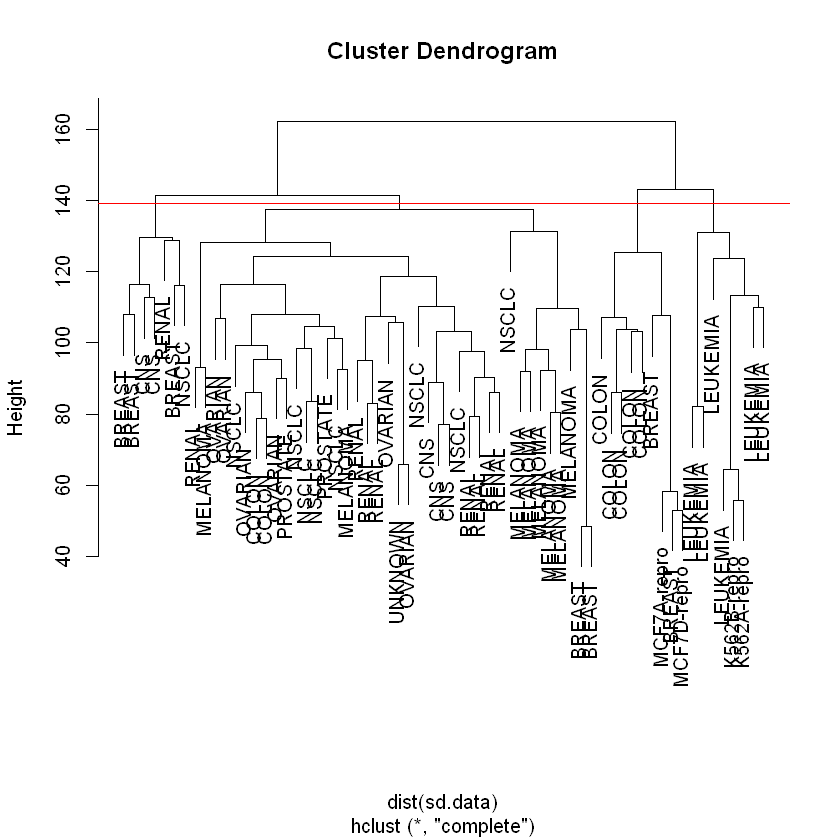 Cluster Dendrogram
Height
160
140
120
100
80
60
40
BREAST
BREAST
CNS
CNS
RENAL
BREAST
NSCLC
RENAL
MELANOMA
OVARIAN
OVARIAN
NSCLC
OVARIAN
COLON
COLON
OVARIAN
PROSTATE
NSCLC
NSCLC
NSCLC
PROSTATE
NSCLC
MELANOMA
RENAL
RENAL
RENAL
OVARIAN
UNKNOWN
OVARIAN
NSCLC
CNS
CNS
CNS
NSCLC
RENAL
RENAL
RENAL
RENAL
NSCLC
MELANOMA
MELANOMA
MELANOMA
MELANOMA
MELANOMA
MELANOMA
BREAST
BREAST
COLON
COLON
COLON
COLON
COLON
BREAST
MCF7A-repro
BREAST
MCF7D-repro
LEUKEMIA
LEUKEMIA
LEUKEMIA
LEUKEMIA
K562B-repro
K562A-repro
LEUKEMIA
LEUKEMIA
dist(sd.data)
hclust (*, "complete")